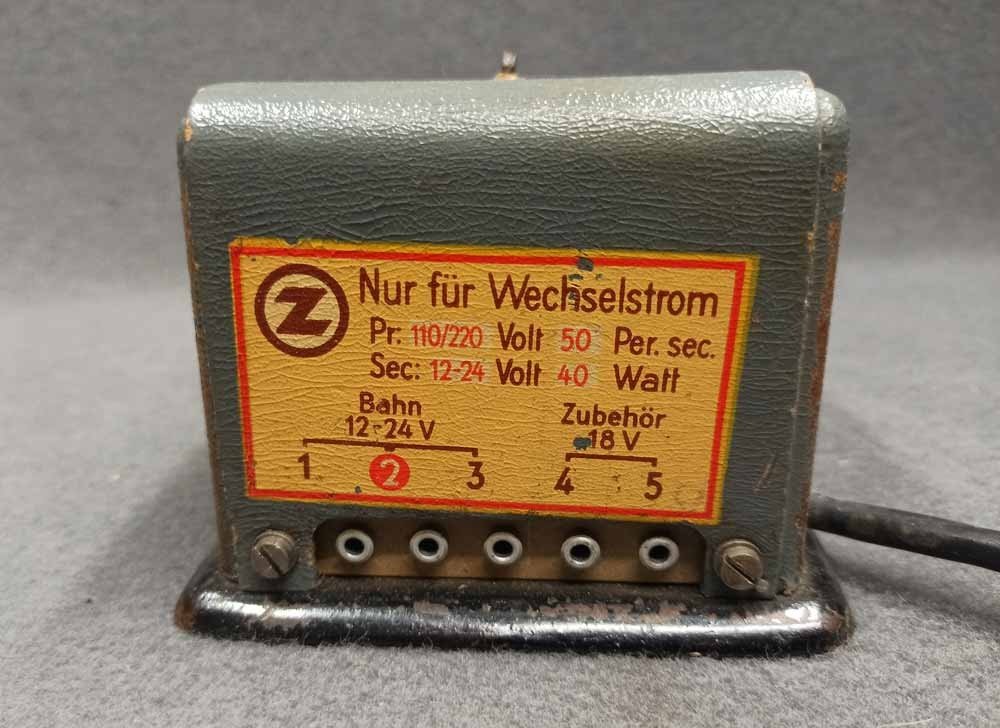 Z
Nur für Wechselstrom
Pr. 110/220 Volt 50 Per. sec.
Sec: 12-24 Volt 40 Watt
Bahn
12-24 V
1 2 3
Zubehör
18 V
4 5